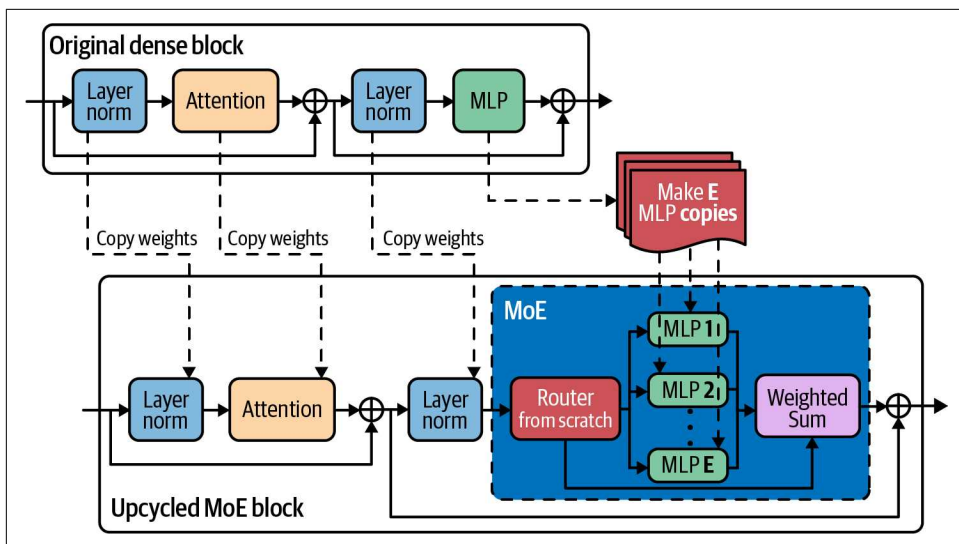 Original dense block
Layer
norm
Attention
Layer
norm
MLP
Make E
MLP copies
Copy weights
Copy weights
Copy weights
MoE
Layer
norm
Attention
Layer
norm
Router
from scratch
MLP 1
MLP 2
MLP E
Weighted
Sum
Upcycled MoE block